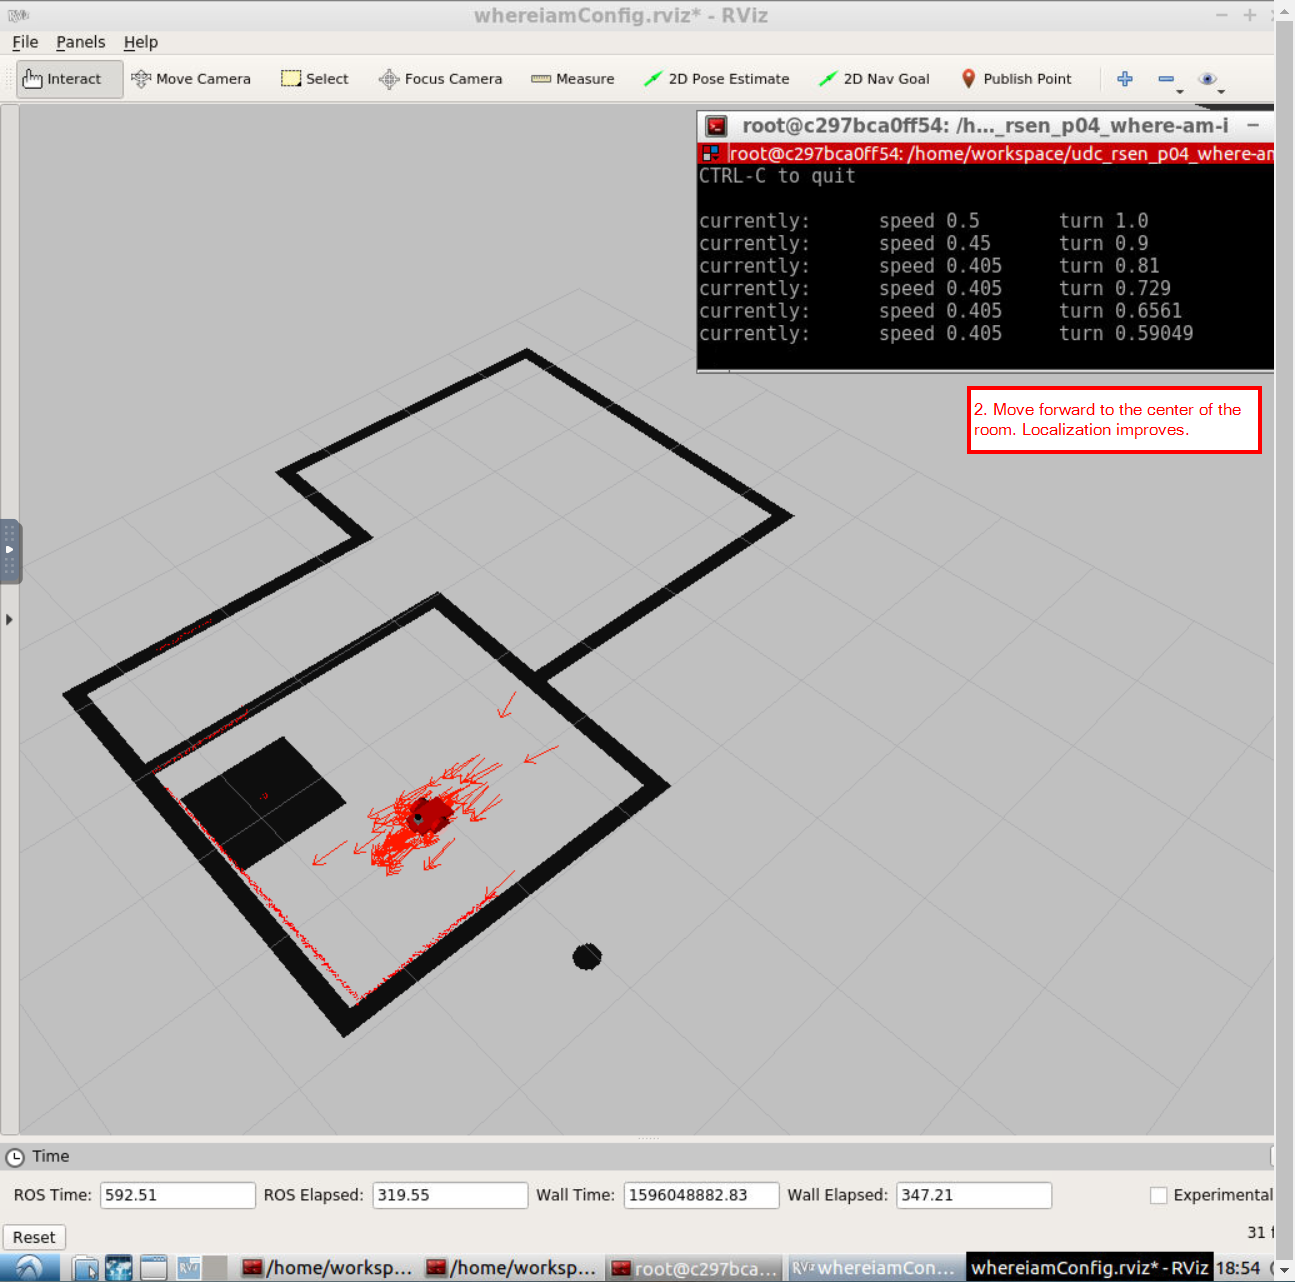 whereiamConfig.rviz* - RViz
File Panels Help
Interact Move Camera Select Focus Camera Measure 2D Pose Estimate 2D Nav Goal Publish Point
root@c297bca0ff54: /h..._rsen_p04_where-am-i
root@c297bca0ff54: /home/workspace/udc_rsen_p04_where-am
CTRL-C to quit
currently: speed 0.5 turn 1.0
currently: speed 0.45 turn 0.9
currently: speed 0.405 turn 0.81
currently: speed 0.405 turn 0.729
currently: speed 0.405 turn 0.6561
currently: speed 0.405 turn 0.59049
2. Move forward to the center of the
room. Localization improves.
Time
ROS Time: 592.51 ROS Elapsed: 319.55 Wall Time: 1596048882.83 Wall Elapsed: 347.21 Experimental
Reset 31 f
/home/worksp... /home/worksp... root@c297bca... RViz whereiamCon... whereiamConfig.rviz* - RViz 18:54